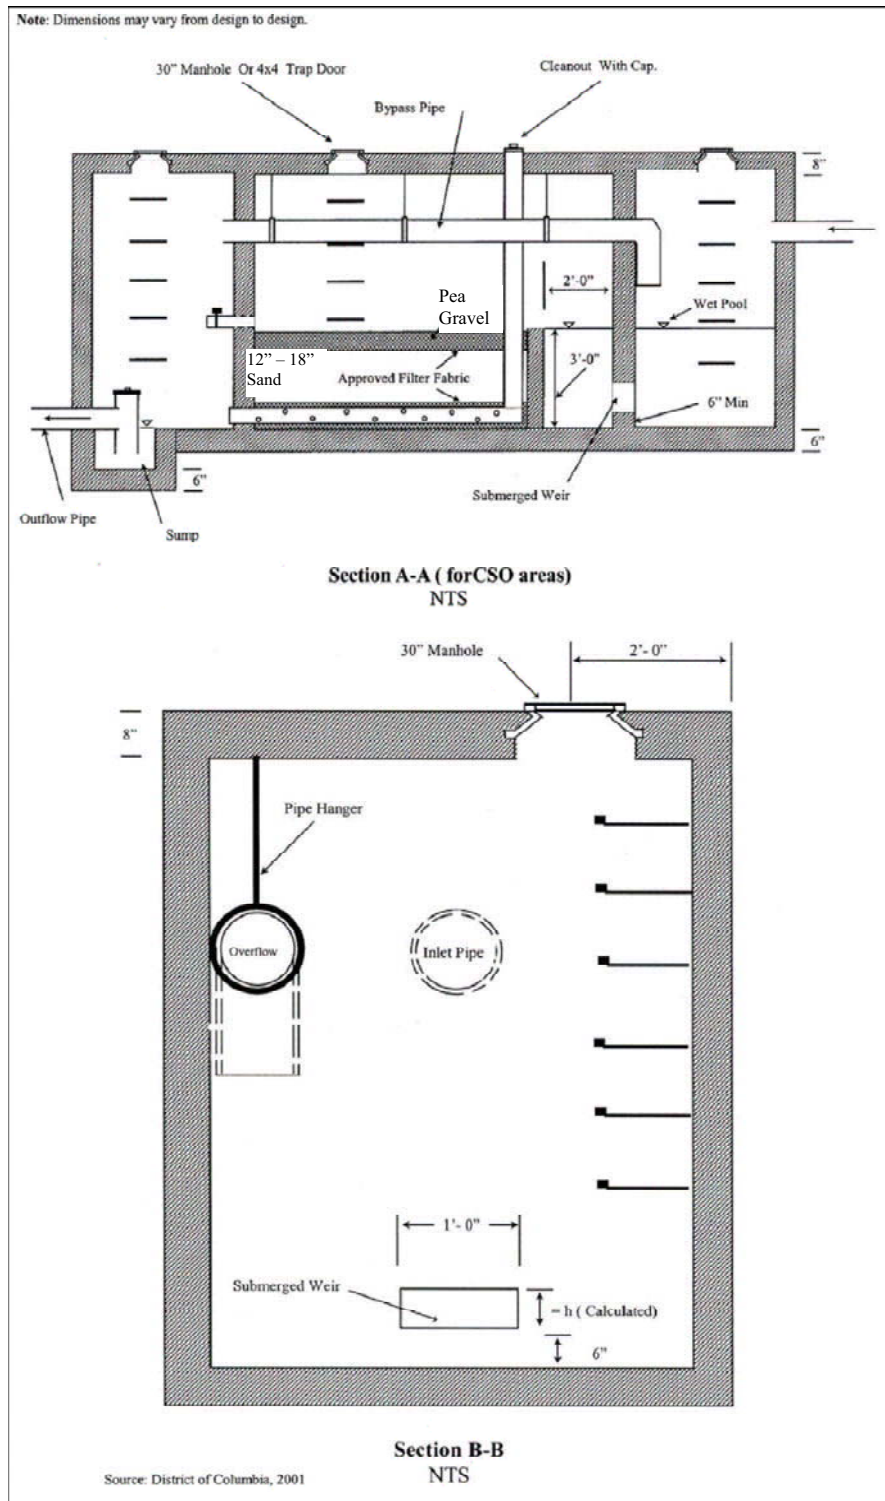 Note: Dimensions may vary from design to design.
30” Manhole Or 4x4 Trap Door
Cleanout With Cap.
Bypass Pipe
8”
2’-0”
Pea
Gravel
Wet Pool
12” – 18”
Sand
Approved Filter Fabric
3’-0”
6” Min
6”
Submerged Weir
6”
Outflow Pipe
Sump
Section A-A ( forCSO areas)
NTS
30” Manhole
2’- 0”
8”
Pipe Hanger
Overflow
Inlet Pipe
1’- 0”
Submerged Weir
= h ( Calculated)
6”
Section B-B
NTS
Source: District of Columbia, 2001